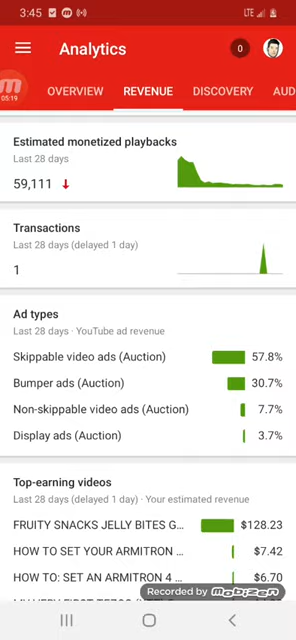 3:45
LTE
Analytics
0
m
05:19
OVERVIEW REVENUE DISCOVERY AUD
Estimated monetized playbacks
Last 28 days
59,111
Transactions
Last 28 days (delayed 1 day)
1
Ad types
Last 28 days · YouTube ad revenue
Skippable video ads (Auction) 57.8%
Bumper ads (Auction) 30.7%
Non-skippable video ads (Auction) 7.7%
Display ads (Auction) 3.7%
Top-earning videos
Last 28 days (delayed 1 day) · Your estimated revenue
FRUITY SNACKS JELLY BITES G... $128.23
HOW TO SET YOUR ARMITRON ... $7.42
HOW TO: SET AN ARMITRON 4 ... $6.70
Recorded by mobizen